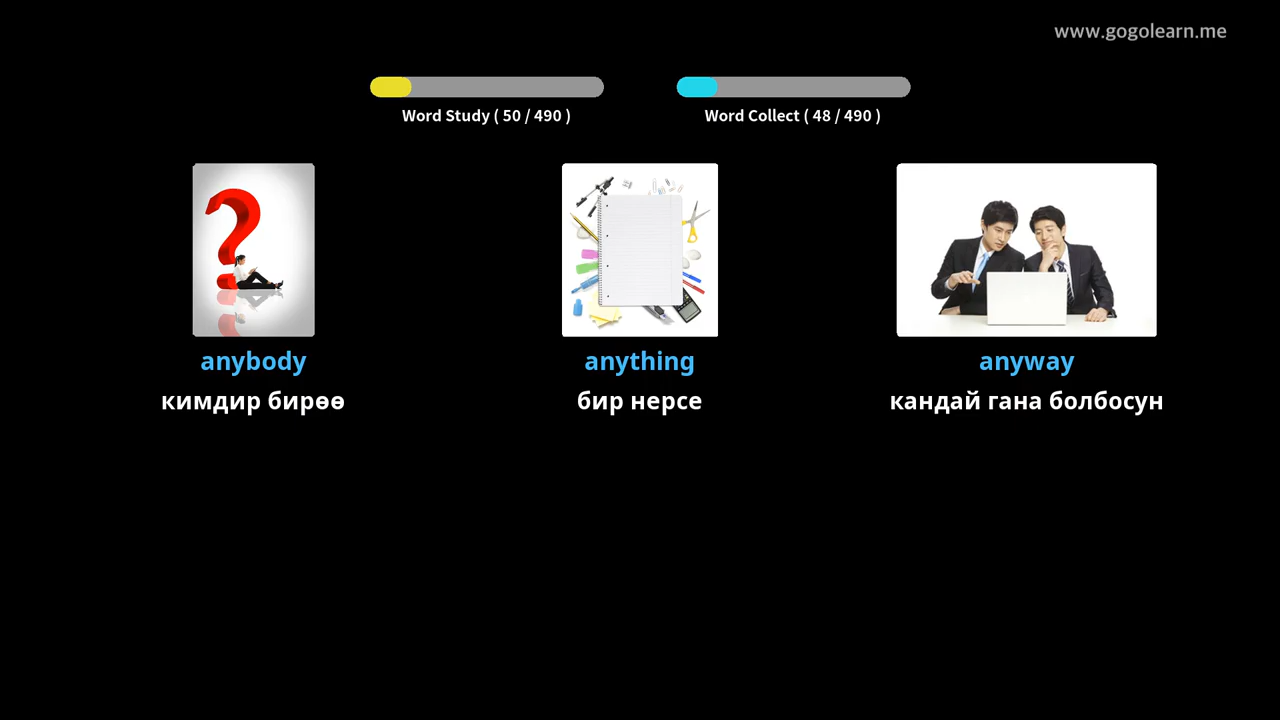 www.gogolearn.me
Word Study ( 50 / 490 )
Word Collect ( 48 / 490 )
anybody
anything
anyway
кимдир бирөө
бир нерсе
кандай гана болбосун